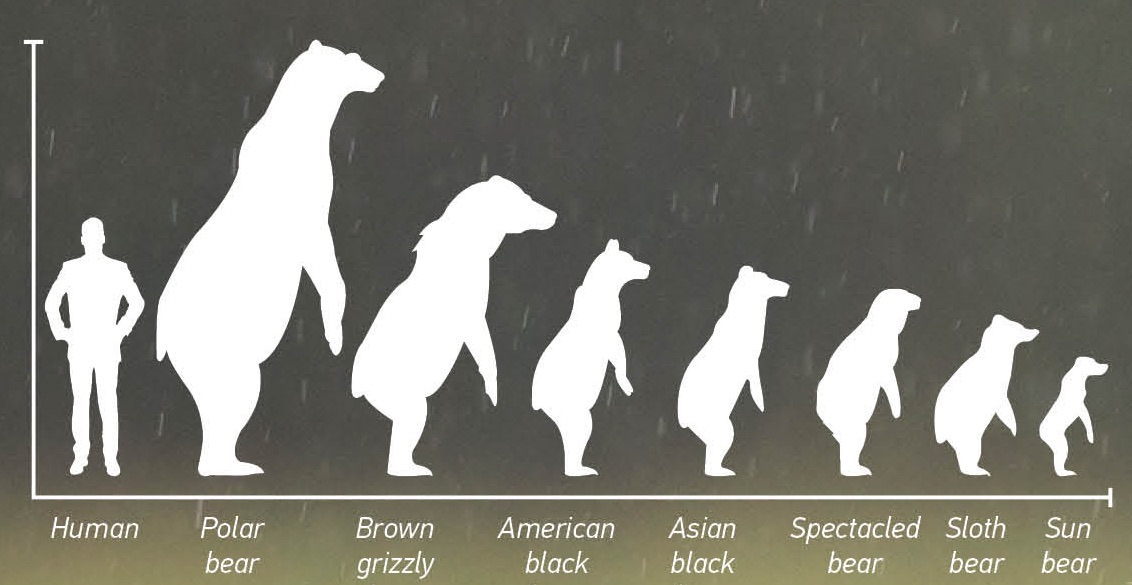 Human
Polar
bear
Brown
grizzly
American
black
Asian
black
Spectacled
bear
Sloth
bear
Sun
bear